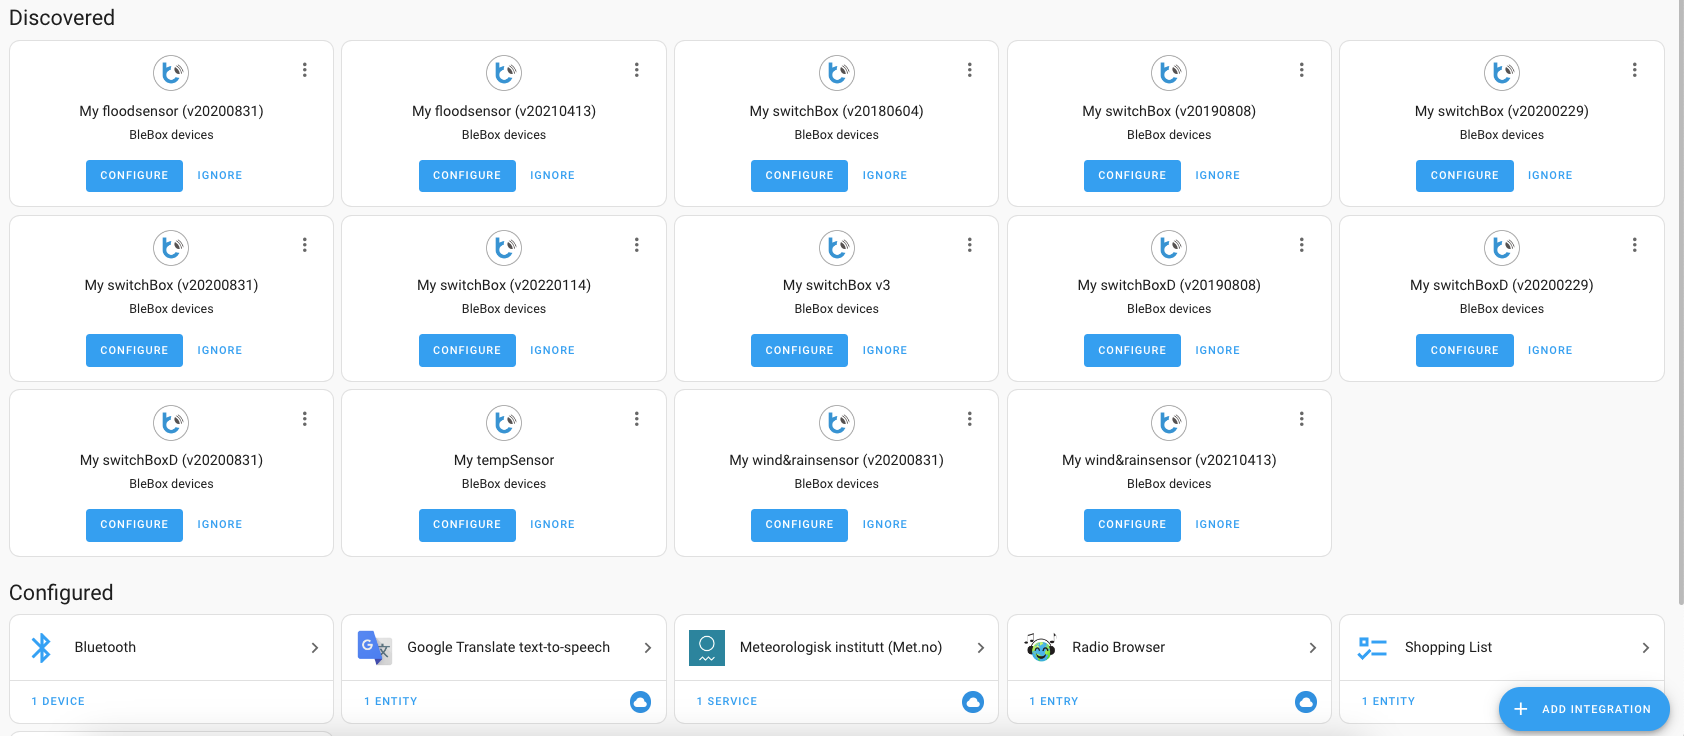 Discovered
My floodsensor (v20200831)
BleBox devices
CONFIGURE IGNORE
My floodsensor (v20210413)
BleBox devices
CONFIGURE IGNORE
My switchBox (v20180604)
BleBox devices
CONFIGURE IGNORE
My switchBox (v20190808)
BleBox devices
CONFIGURE IGNORE
My switchBox (v20200229)
BleBox devices
CONFIGURE IGNORE
My switchBox (v20200831)
BleBox devices
CONFIGURE IGNORE
My switchBox (v20220114)
BleBox devices
CONFIGURE IGNORE
My switchBox v3
BleBox devices
CONFIGURE IGNORE
My switchBoxD (v20190808)
BleBox devices
CONFIGURE IGNORE
My switchBoxD (v20200229)
BleBox devices
CONFIGURE IGNORE
My switchBoxD (v20200831)
BleBox devices
CONFIGURE IGNORE
My tempSensor
BleBox devices
CONFIGURE IGNORE
My wind&rainsensor (v20200831)
BleBox devices
CONFIGURE IGNORE
My wind&rainsensor (v20210413)
BleBox devices
CONFIGURE IGNORE
Configured
Bluetooth
1 DEVICE
G 文
Google Translate text-to-speech
1 ENTITY
Meteorologisk institutt (Met.no)
1 SERVICE
Radio Browser
1 ENTRY
Shopping List
1 ENTITY
ADD INTEGRATION